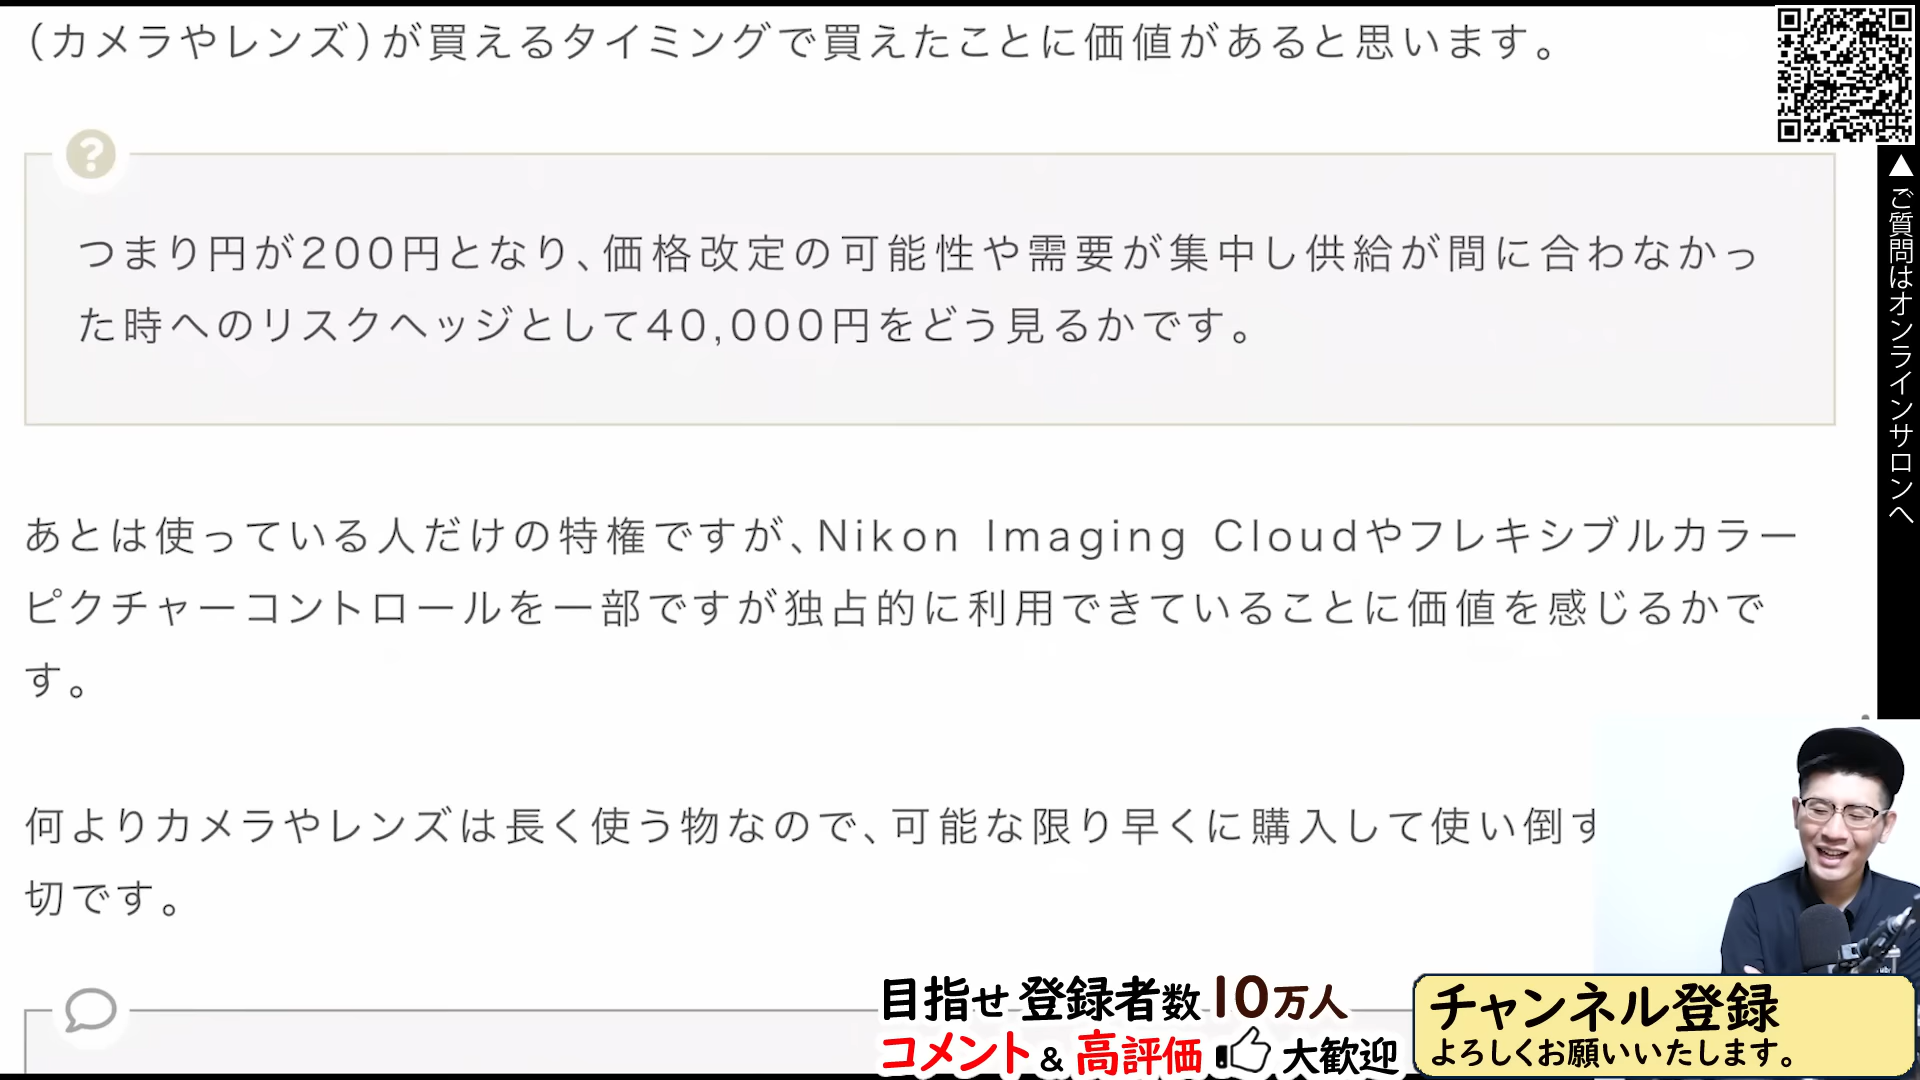 （カメラやレンズ）が買えるタイミングで買えたことに価値があると思います。
?
つまり円が200円となり、価格改定の可能性や需要が集中し供給が間に合わなかっ
た時へのリスクヘッジとして40,000円をどう見るかです。
あとは使っている人だけの特権ですが、Nikon Imaging Cloudやフレキシブルカラー
ピクチャーコントロールを一部ですが独占的に利用できていることに価値を感じるかで
す。
何よりカメラやレンズは長く使う物なので、可能な限り早くに購入して使い倒す
切です。
▲ご質問はオンラインサロンへ
目指せ登録者数10万人
コメント&高評価大歓迎
チャンネル登録
よろしくお願いいたします。